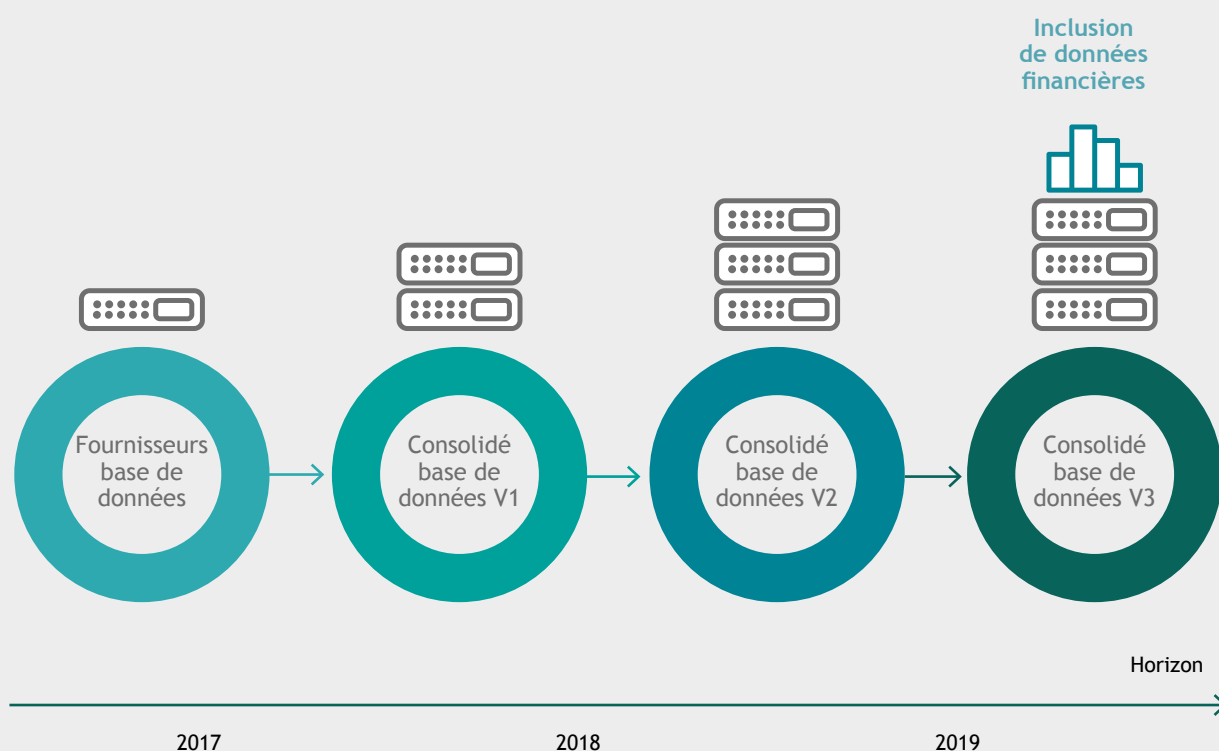 Inclusion
de données
financières
Fournisseurs
base de
données
Consolidé
base de
données V1
Consolidé
base de
données V2
Consolidé
base de
données V3
Horizon
2017
2018
2019